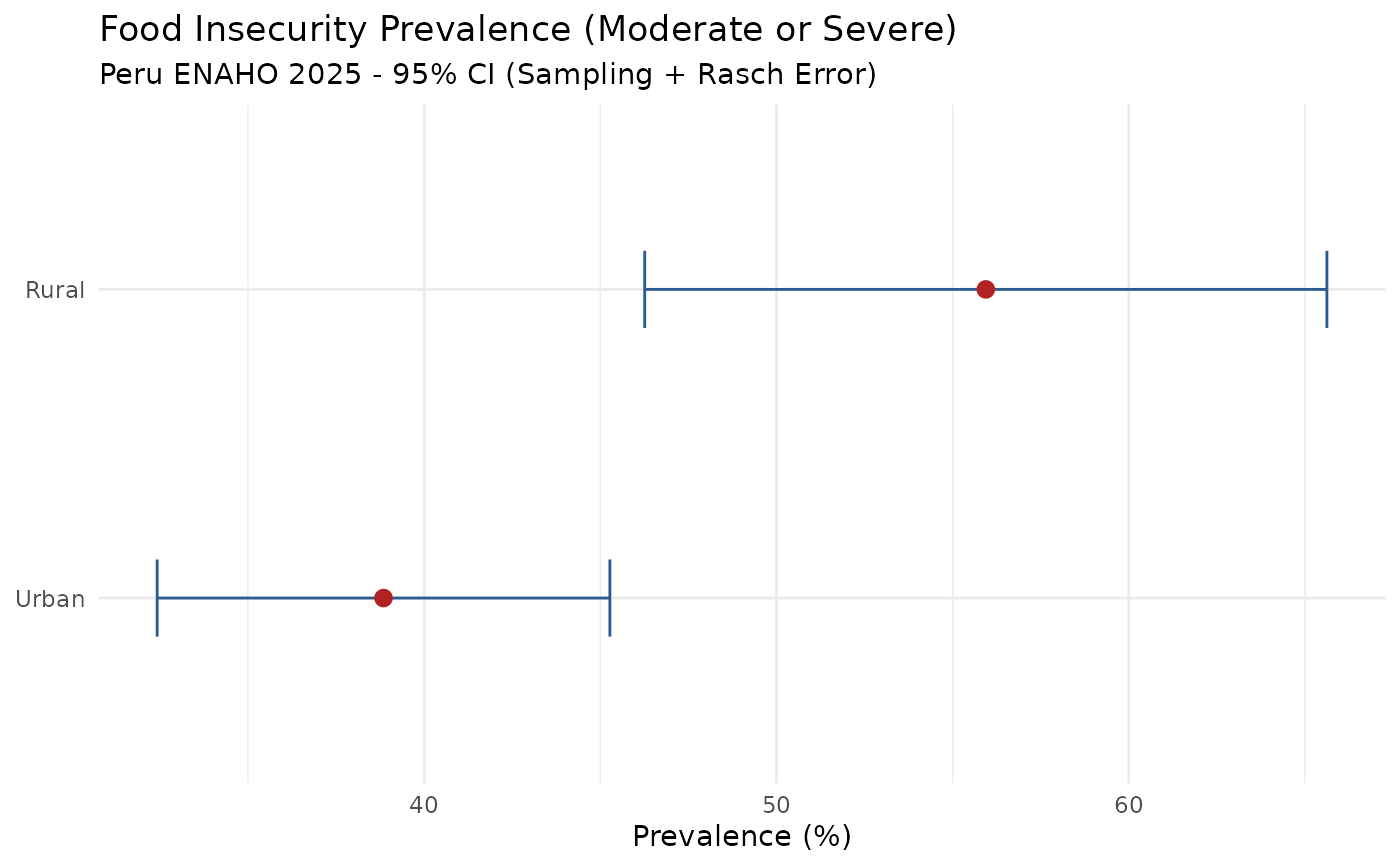 Food Insecurity Prevalence (Moderate or Severe)
Peru ENAHO 2025 - 95% CI (Sampling + Rasch Error)
Rural
Urban
40 50 60
Prevalence (%)